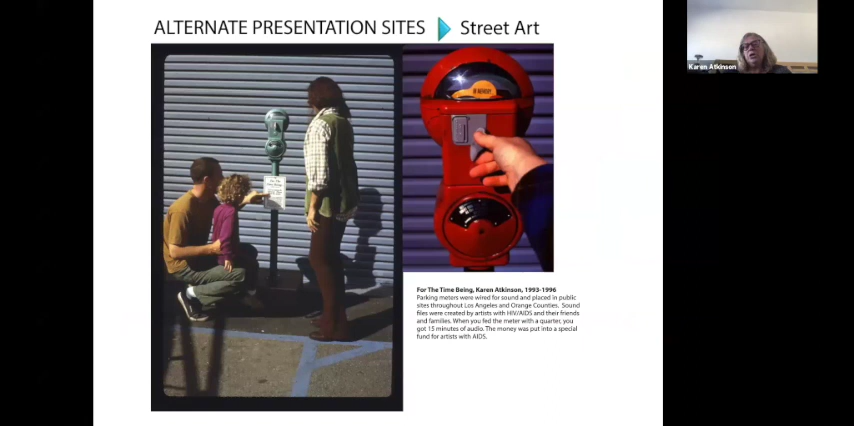 ALTERNATE PRESENTATION SITES Street Art
Karen Atkinson
For The Time Being, Karen Atkinson, 1993-1996
Parking meters were wired for sound and placed in public
sites throughout Los Angeles and Orange Counties. Sound
files were created by artists with HIV/AIDS and their friends
and families. When you fed the meter with a quarter, you
got 15 minutes of audio. The money was put into a special
fund for artists with AIDS.